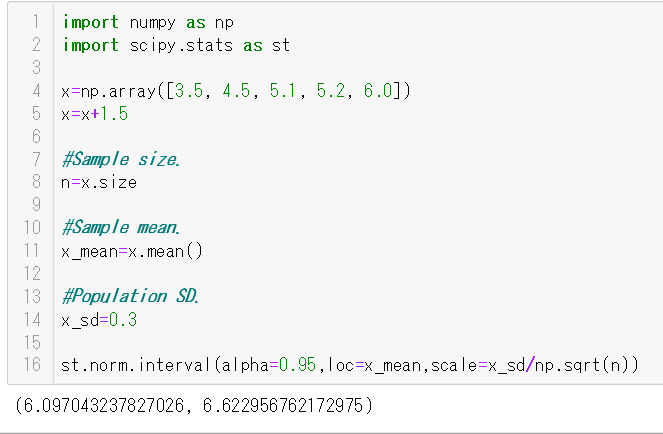 1 import numpy as np
2 import scipy.stats as st
3
4 x=np.array([3.5, 4.5, 5.1, 5.2, 6.0])
5 x=x+1.5
6
7 #Sample size.
8 n=x.size
9
10 #Sample mean.
11 x_mean=x.mean()
12
13 #Population SD.
14 x_sd=0.3
15
16 st.norm.interval(alpha=0.95,loc=x_mean,scale=x_sd/np.sqrt(n))
(6.097043237827026, 6.622956762172975)